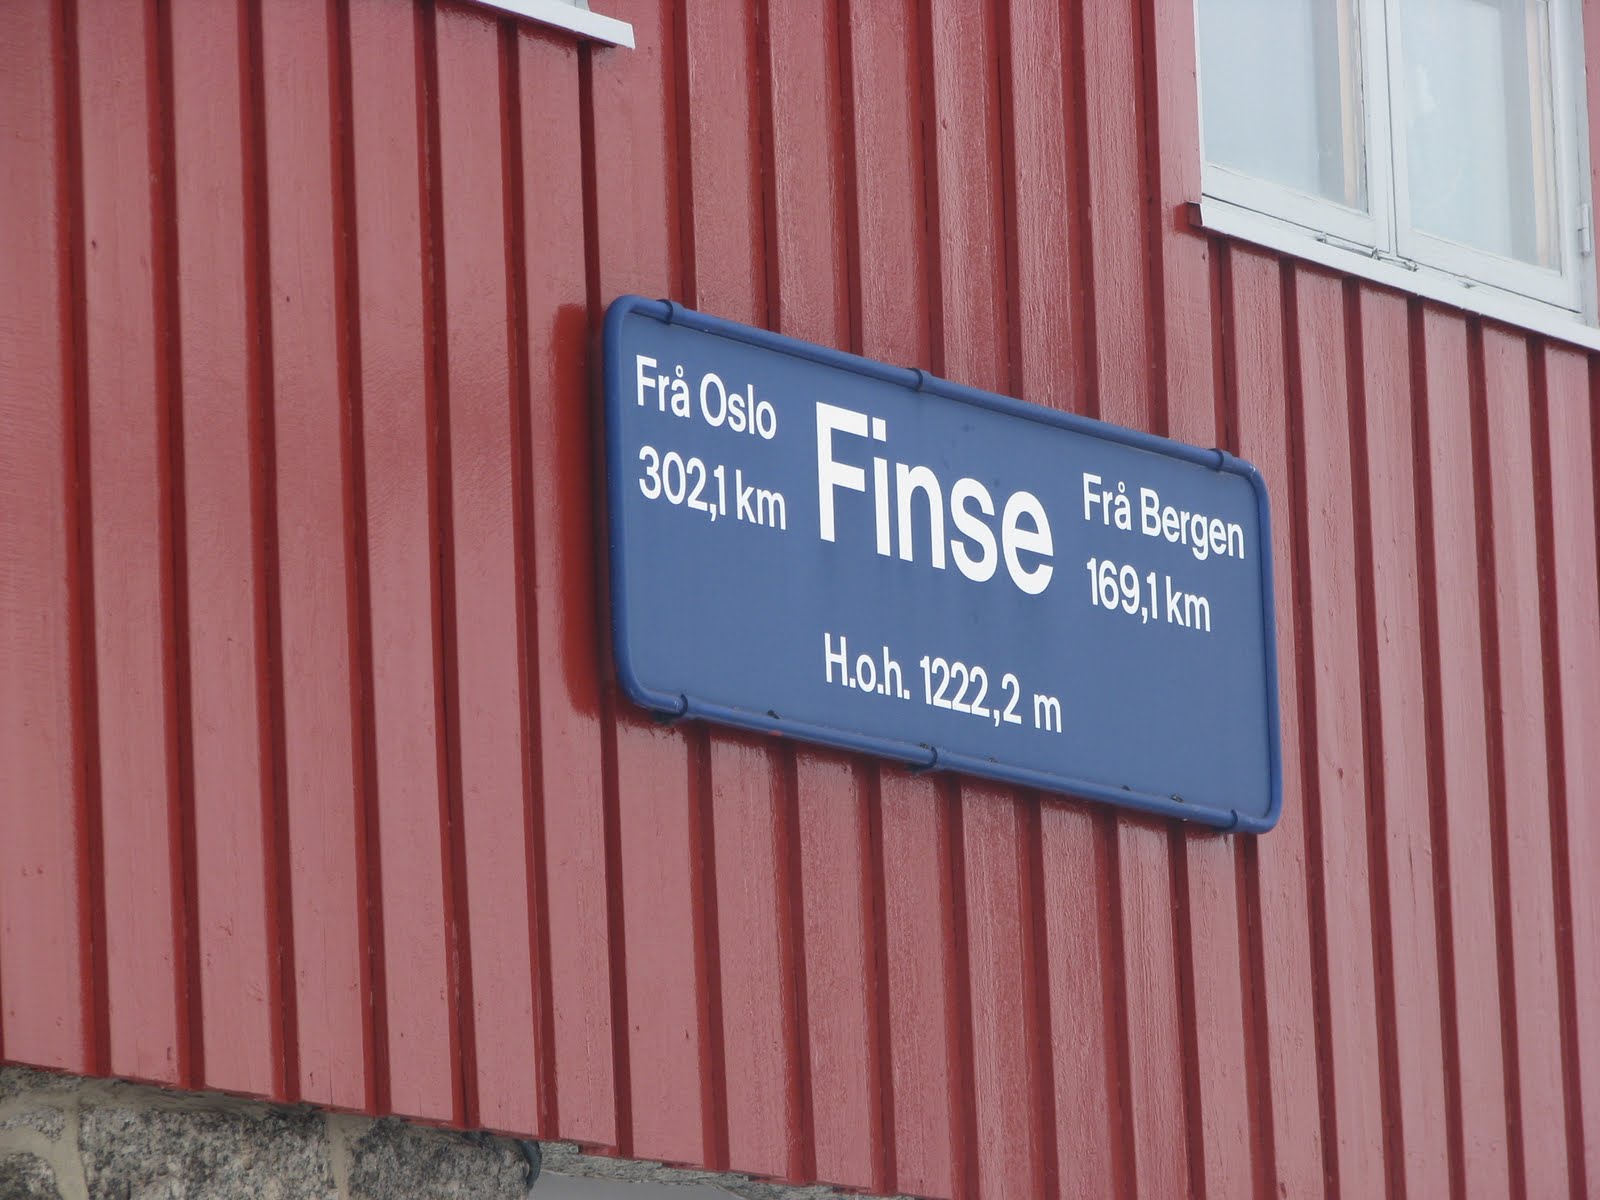 Frå Oslo
302,1 km
Finse
Frå Bergen
169,1 km
H.o.h. 1222,2 m